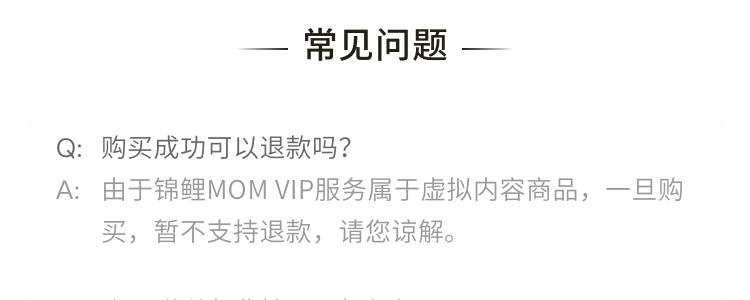 常见问题
Q: 购买成功可以退款吗？
A: 由于锦鲤MOM VIP服务属于虚拟内容商品，一旦购
买，暂不支持退款，请您谅解。